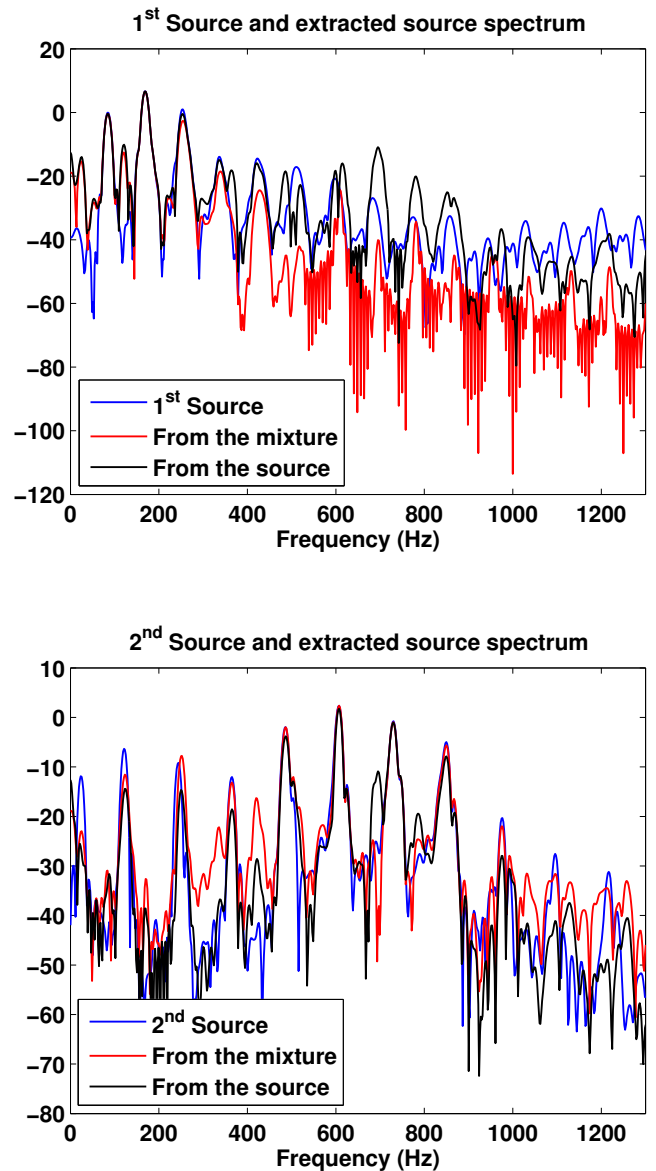 1st Source and extracted source spectrum
20
0
−20
−40
−60
−80
−100
−120
1st Source
From the mixture
From the source
0 200 400 600 800 1000 1200
Frequency (Hz)
2nd Source and extracted source spectrum
10
0
−10
−20
−30
−40
−50
−60
−70
−80
2nd Source
From the mixture
From the source
0 200 400 600 800 1000 1200
Frequency (Hz)